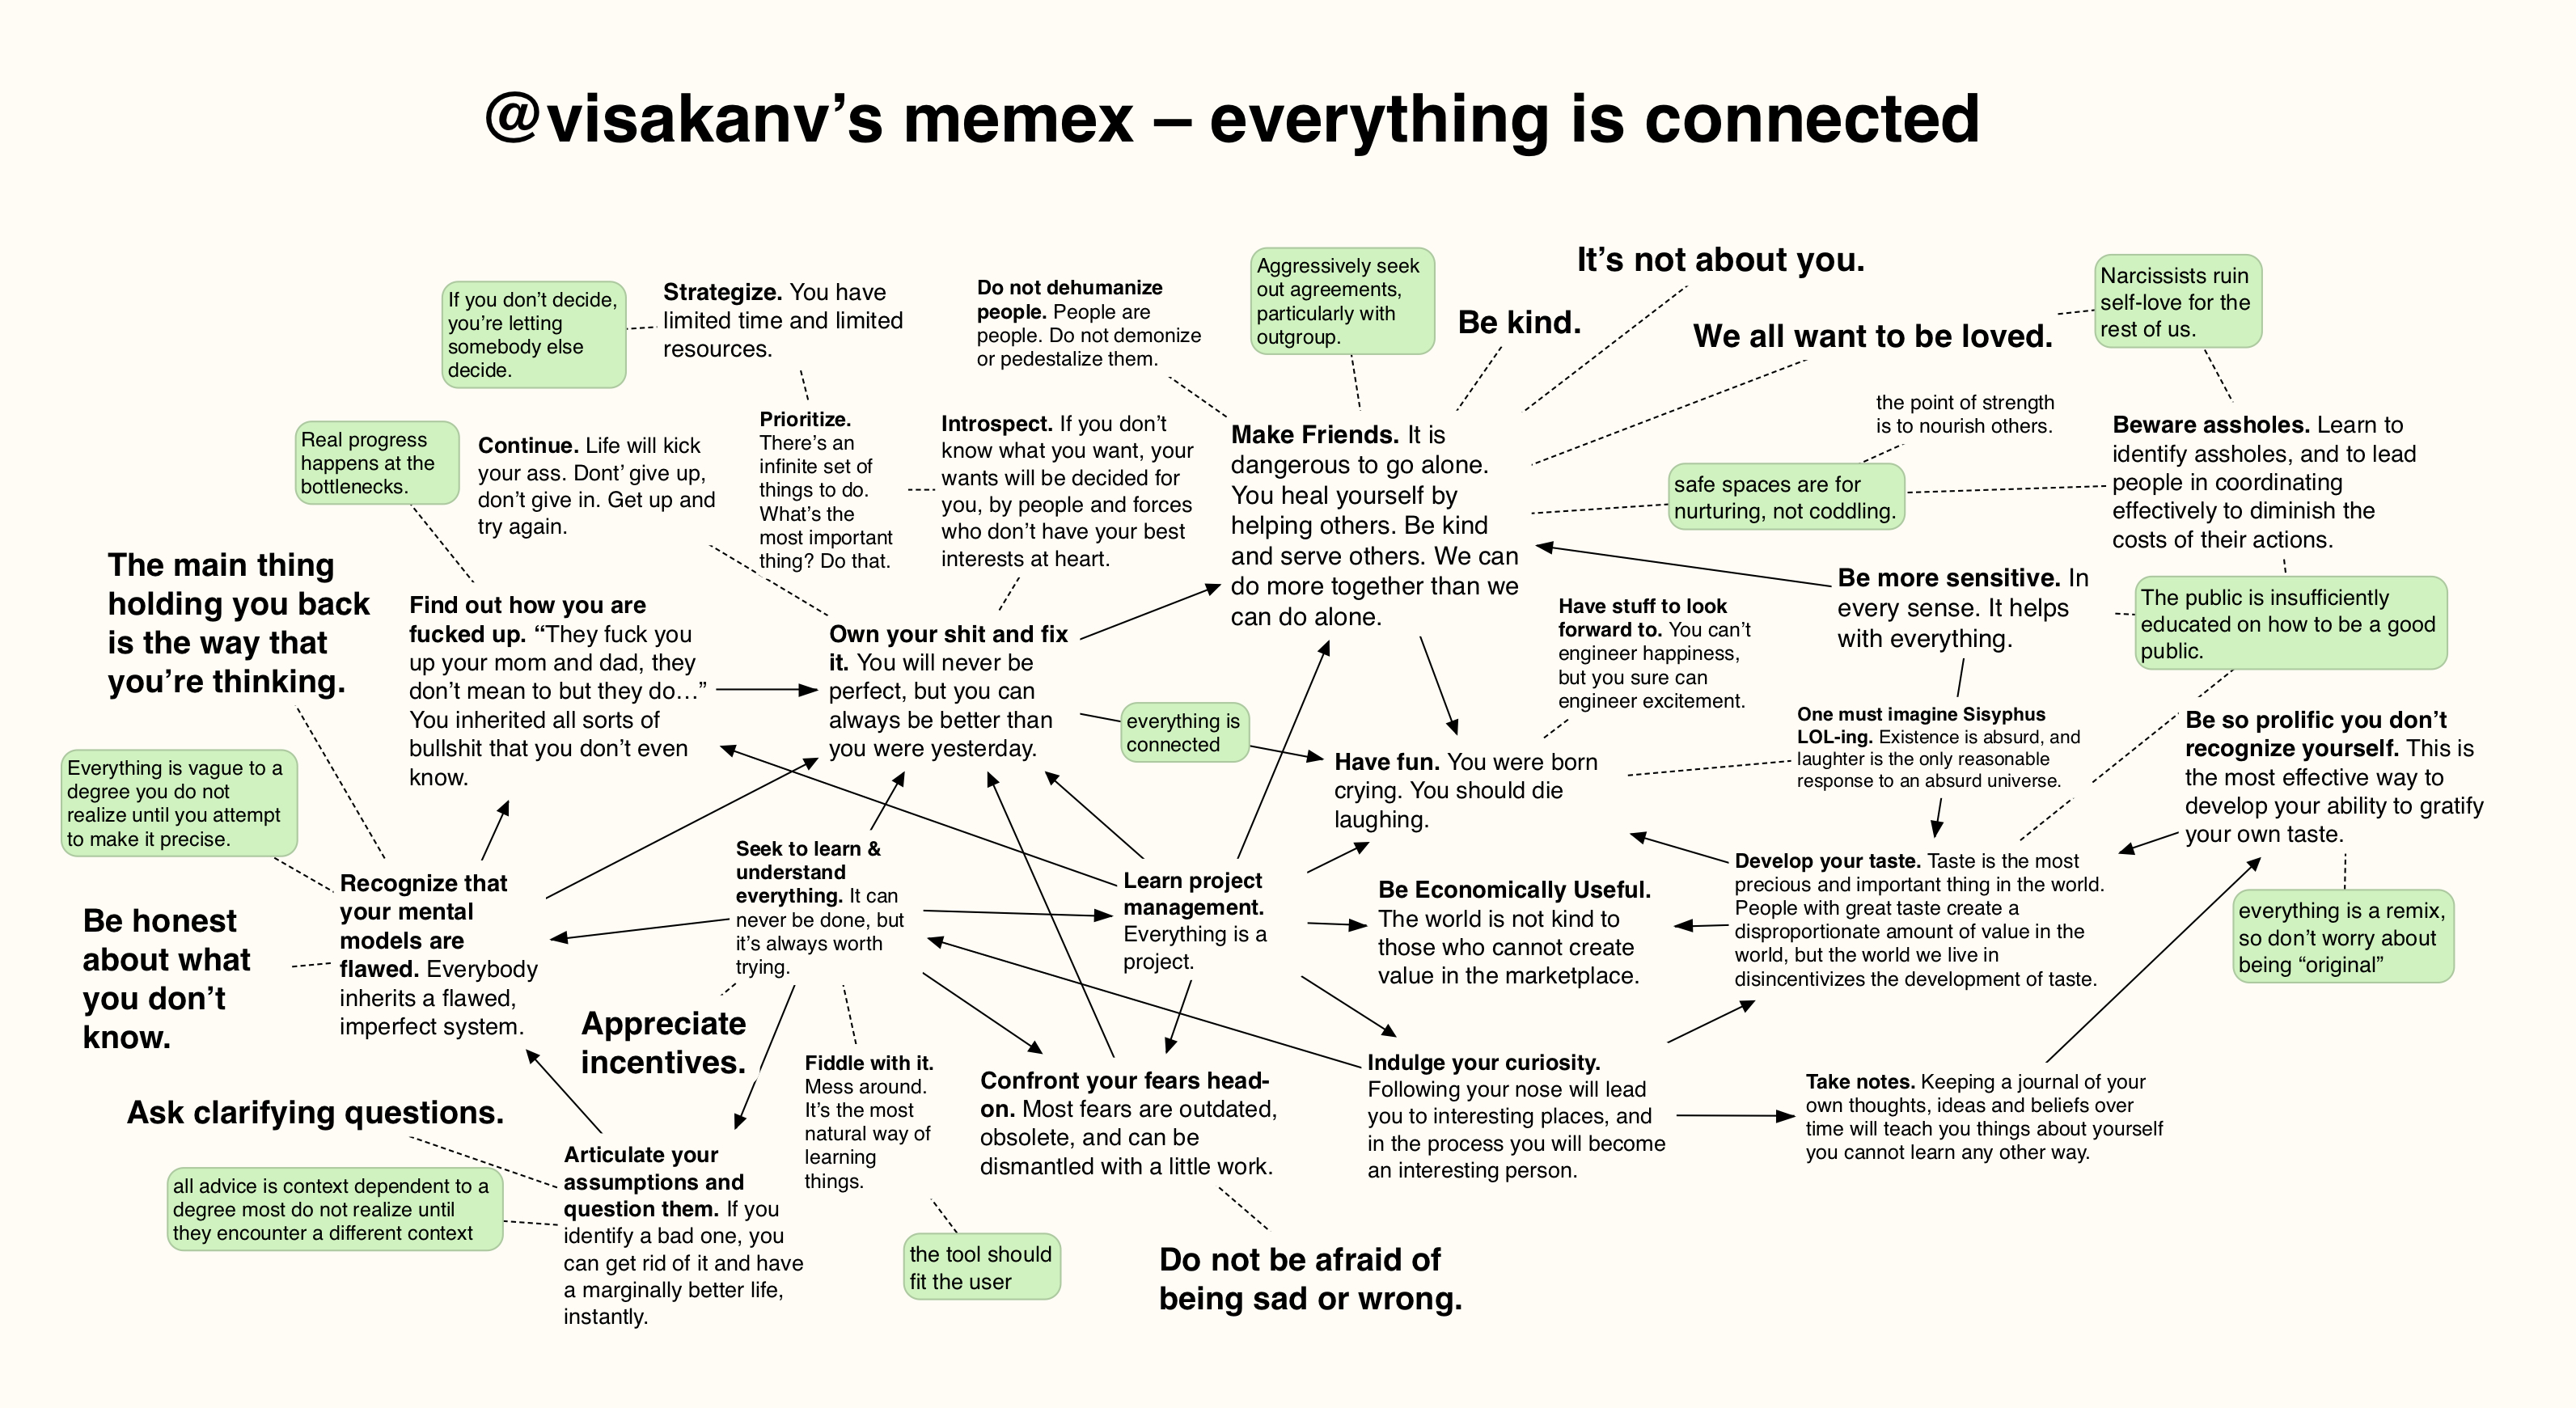 @visakanv’s memex – everything is connected
If you don’t decide,
you’re letting
somebody else
decide.
Strategize. You have
limited time and limited
resources.
Do not dehumanize
people. People are
people. Do not demonize
or pedestalize them.
Aggressively seek
out agreements,
particularly with
outgroup.
Be kind.
It’s not about you.
We all want to be loved.
Narcissists ruin
self-love for the
rest of us.
Real progress
happens at the
bottlenecks.
Continue. Life will kick
your ass. Dont’ give up,
don’t give in. Get up and
try again.
Prioritize.
There’s an
infinite set of
things to do.
What’s the
most important
thing? Do that.
Introspect. If you don’t
know what you want, your
wants will be decided for
you, by people and forces
who don’t have your best
interests at heart.
Make Friends. It is
dangerous to go alone.
You heal yourself by
helping others. Be kind
and serve others. We can
do more together than we
can do alone.
the point of strength
is to nourish others.
safe spaces are for
nurturing, not coddling.
Beware assholes. Learn to
identify assholes, and to lead
people in coordinating
effectively to diminish the
costs of their actions.
The main thing
holding you back
is the way that
you’re thinking.
Find out how you are
fucked up. “They fuck you
up your mom and dad, they
don’t mean to but they do…”
You inherited all sorts of
bullshit that you don’t even
know.
Own your shit and fix
it. You will never be
perfect, but you can
always be better than
you were yesterday.
everything is
connected
Have stuff to look
forward to. You can’t
engineer happiness,
but you sure can
engineer excitement.
Be more sensitive. In
every sense. It helps
with everything.
The public is insufficiently
educated on how to be a good
public.
Everything is vague to a
degree you do not
realize until you attempt
to make it precise.
Have fun. You were born
crying. You should die
laughing.
One must imagine Sisyphus
LOL-ing. Existence is absurd, and
laughter is the only reasonable
response to an absurd universe.
Be so prolific you don’t
recognize yourself. This is
the most effective way to
develop your ability to gratify
your own taste.
Be honest
about what
you don’t
know.
Recognize that
your mental
models are
flawed. Everybody
inherits a flawed,
imperfect system.
Seek to learn &
understand
everything. It can
never be done, but
it’s always worth
trying.
Learn project
management.
Everything is a
project.
Be Economically Useful.
The world is not kind to
those who cannot create
value in the marketplace.
Develop your taste. Taste is the most
precious and important thing in the world.
People with great taste create a
disproportionate amount of value in the
world, but the world we live in
disincentivizes the development of taste.
everything is a remix,
so don’t worry about
being “original”
Appreciate
incentives.
Ask clarifying questions.
all advice is context dependent to a
degree most do not realize until
they encounter a different context
Articulate your
assumptions and
question them. If you
identify a bad one, you
can get rid of it and have
a marginally better life,
instantly.
Fiddle with it.
Mess around.
It’s the most
natural way of
learning
things.
the tool should
fit the user
Confront your fears head-
on. Most fears are outdated,
obsolete, and can be
dismantled with a little work.
Do not be afraid of
being sad or wrong.
Indulge your curiosity.
Following your nose will lead
you to interesting places, and
in the process you will become
an interesting person.
Take notes. Keeping a journal of your
own thoughts, ideas and beliefs over
time will teach you things about yourself
you cannot learn any other way.